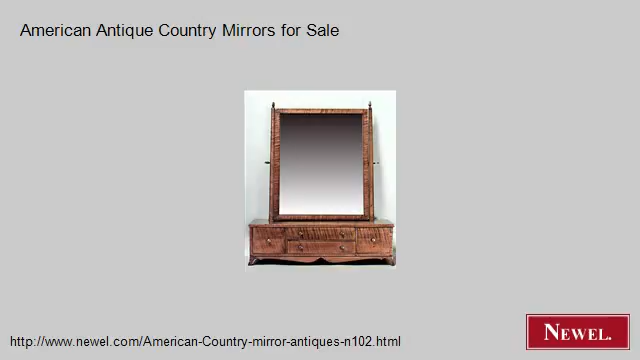 American Antique Country Mirrors for Sale
NEWEL.
http://www.newel.com/American-Country-mirror-antiques-n102.html